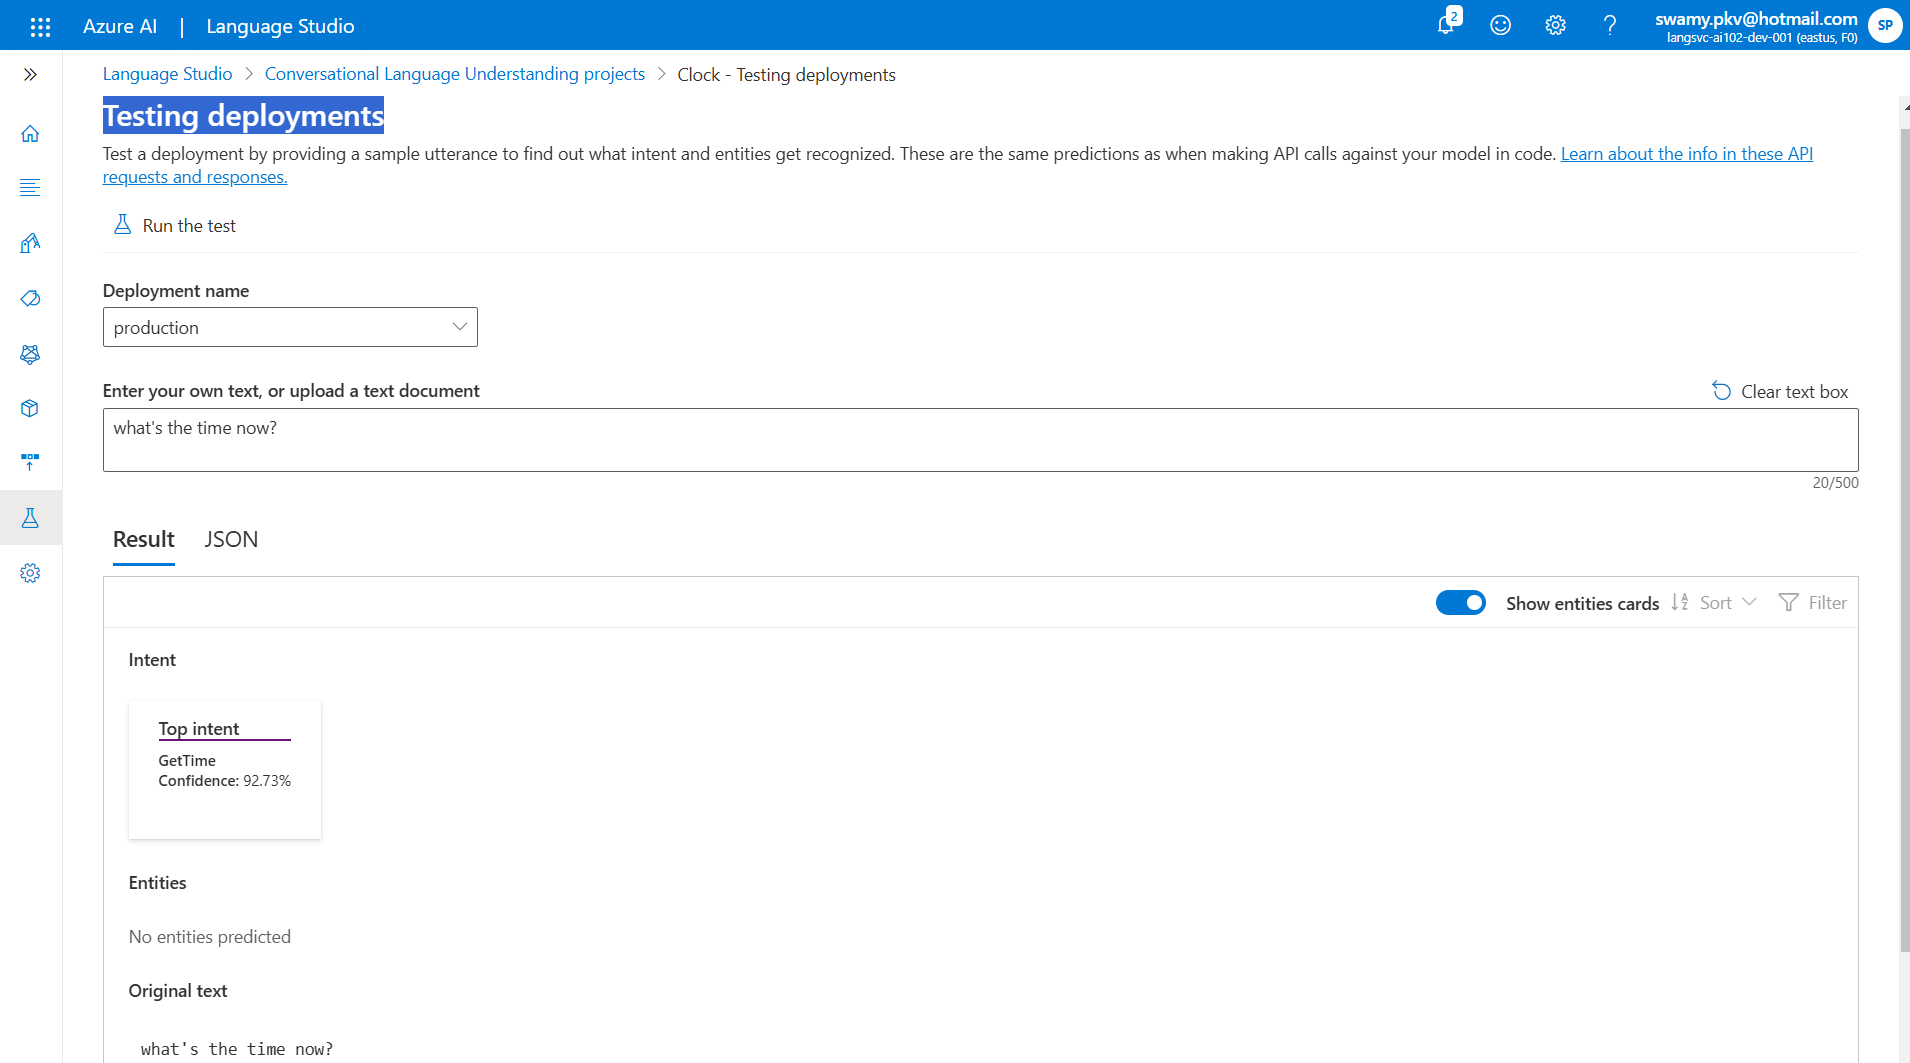 Azure AI | Language Studio
2
swamy.pkv@hotmail.com
langsvc-ai102-dev-001 (eastus, F0)
SP
Language Studio > Conversational Language Understanding projects > Clock - Testing deployments
Testing deployments
Test a deployment by providing a sample utterance to find out what intent and entities get recognized. These are the same predictions as when making API calls against your model in code. Learn about the info in these API
requests and responses.
Run the test
Deployment name
production
Enter your own text, or upload a text document
Clear text box
what's the time now?
20/500
Result JSON
Show entities cards
Sort
Filter
Intent
Top intent
GetTime
Confidence: 92.73%
Entities
No entities predicted
Original text
what's the time now?